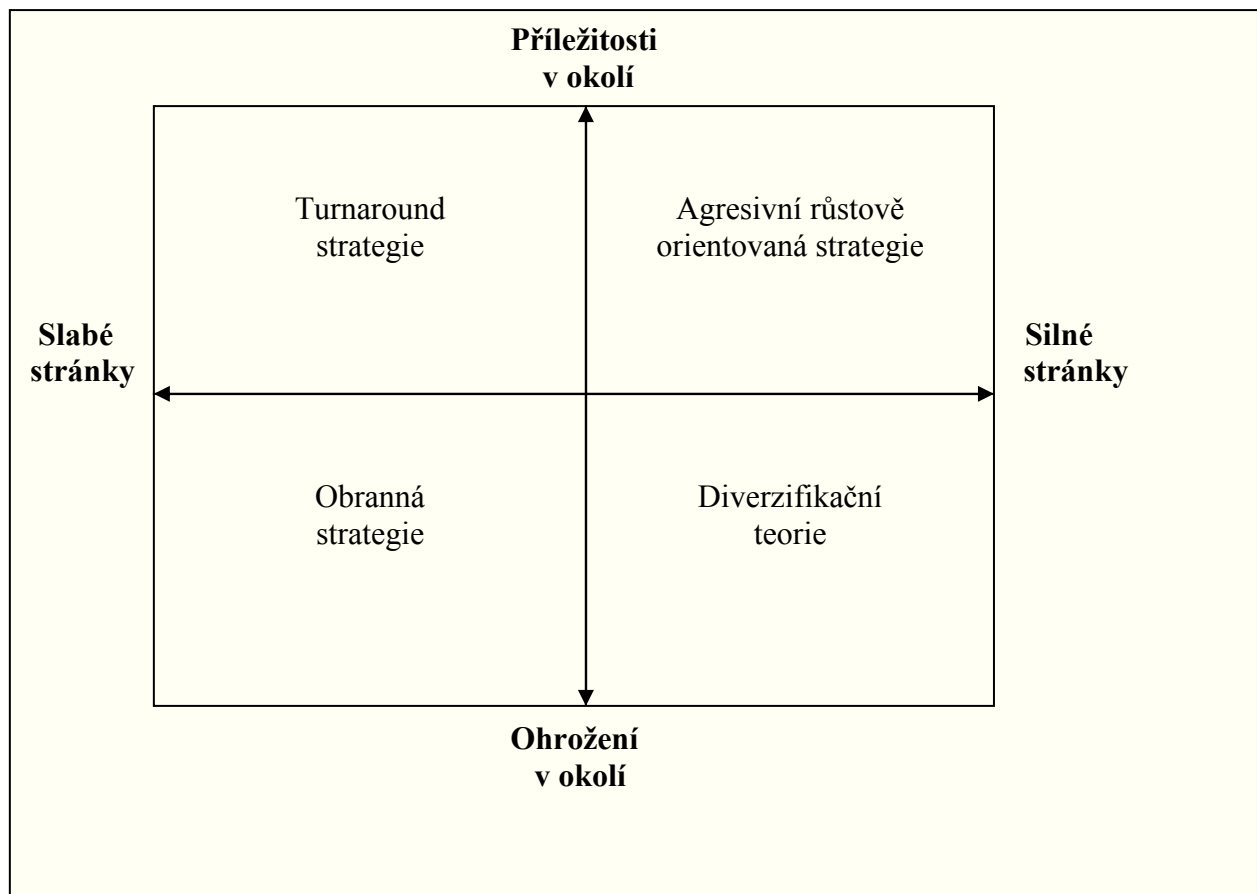 Příležitosti
v okolí
Turnaround
strategie
Agresivní růstově
orientovaná strategie
Slabé
stránky
Silné
stránky
Obranná
strategie
Diverzifikační
teorie
Ohrožení
v okolí